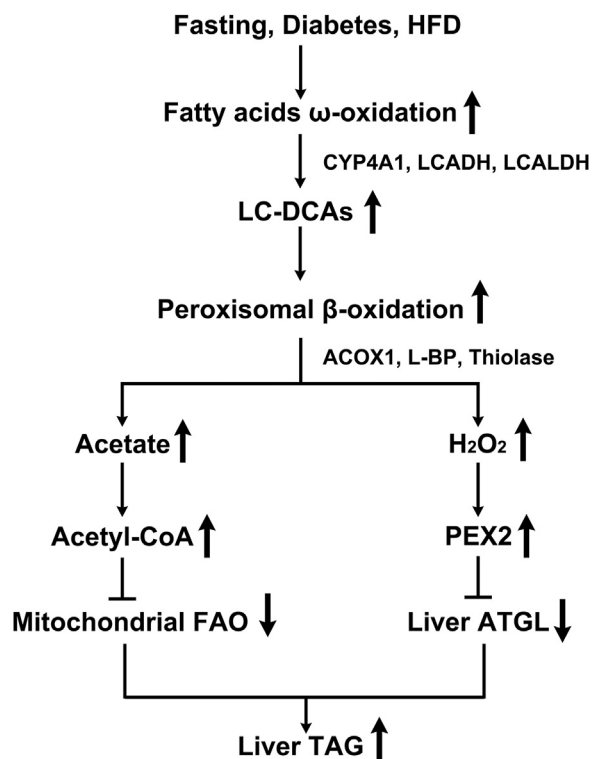 Fasting, Diabetes, HFD
Fatty acids ω-oxidation
CYP4A1, LCADH, LCALDH
LC-DCAs
Peroxisomal β-oxidation
ACOX1, L-BP, Thiolase
Acetate
H₂O₂
Acetyl-CoA
PEX2
Mitochondrial FAO
Liver ATGL
Liver TAG